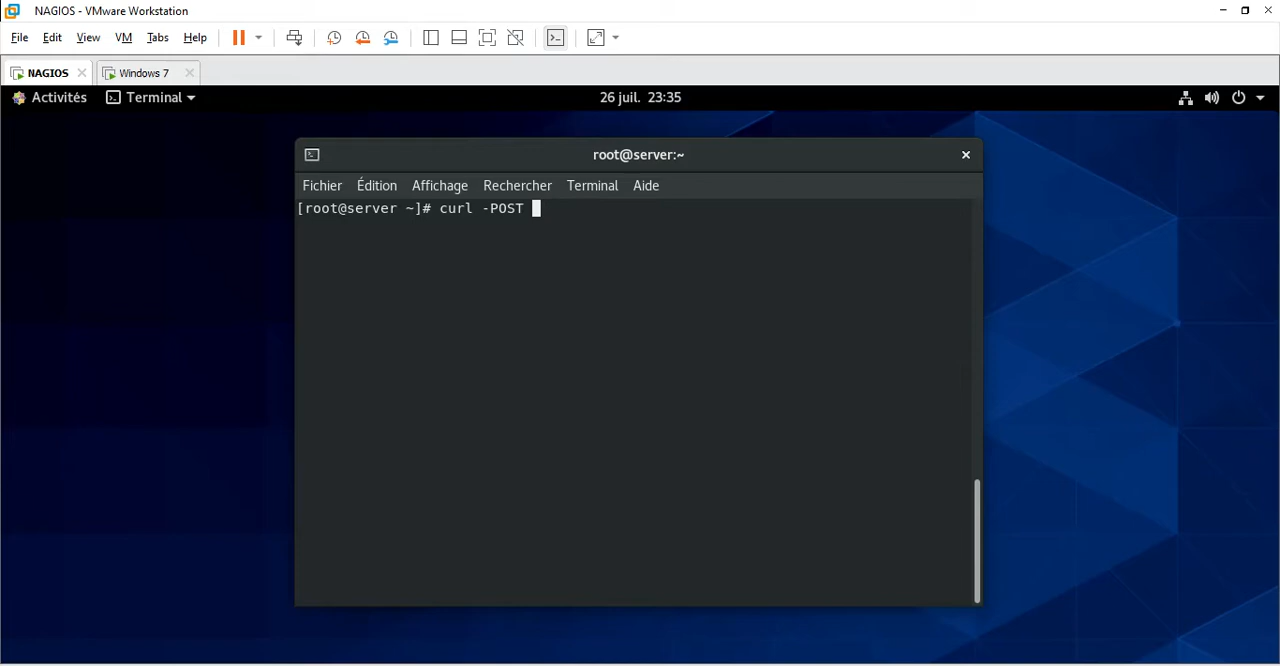 NAGIOS - VMware Workstation
File Edit View VM Tabs Help
NAGIOS Windows 7
Activités Terminal 26 juil. 23:35
root@server:~
Fichier Édition Affichage Rechercher Terminal Aide
[root@server ~]# curl -POST